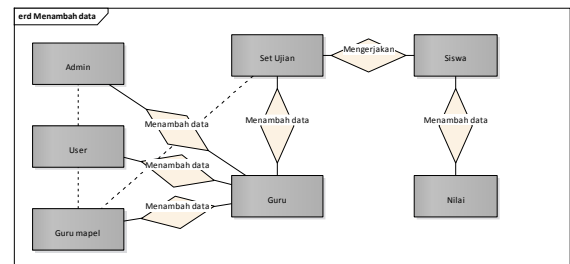 erd Menambah data
Admin
Set Ujian
Mengerjakan
Siswa
Menambah data
Menambah data
Menambah data
User
Menambah data
Menambah data
Guru mapel
Guru
Nilai